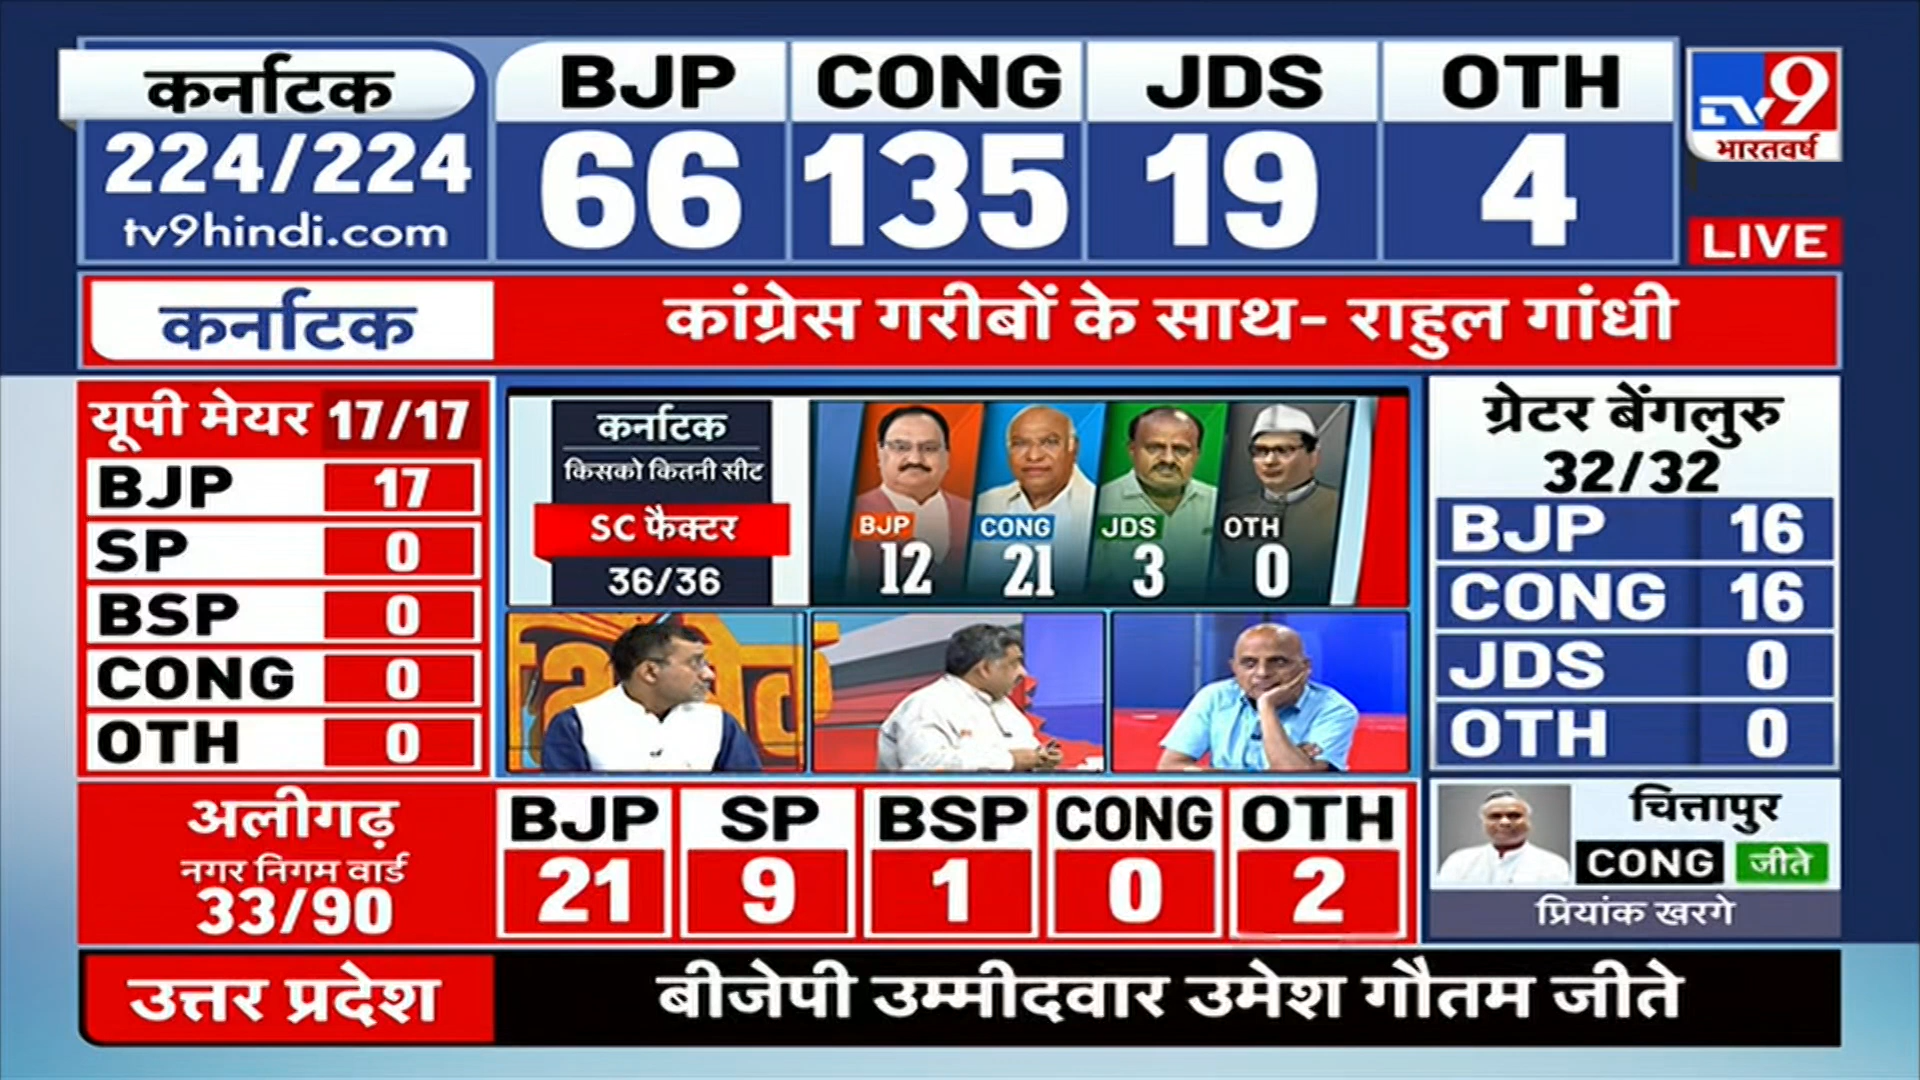 कर्नाटक
224/224
tv9hindi.com
BJP CONG JDS OTH
66 135 19 4
TV9
भारतवर्ष
LIVE
कर्नाटक
कांग्रेस गरीबों के साथ- राहुल गांधी
यूपी मेयर 17/17
BJP 17
SP 0
BSP 0
CONG 0
OTH 0
कर्नाटक
किसको कितनी सीट
SC फैक्टर
36/36
BJP CONG JDS OTH
12 21 3 0
ग्रेटर बेंगलुरु
32/32
BJP 16
CONG 16
JDS 0
OTH 0
अलीगढ़
नगर निगम वार्ड
33/90
BJP SP BSP CONG OTH
21 9 1 0 2
चित्तापुर
CONG जीते
प्रियांक खरगे
उत्तर प्रदेश
बीजेपी उम्मीदवार उमेश गौतम जीते